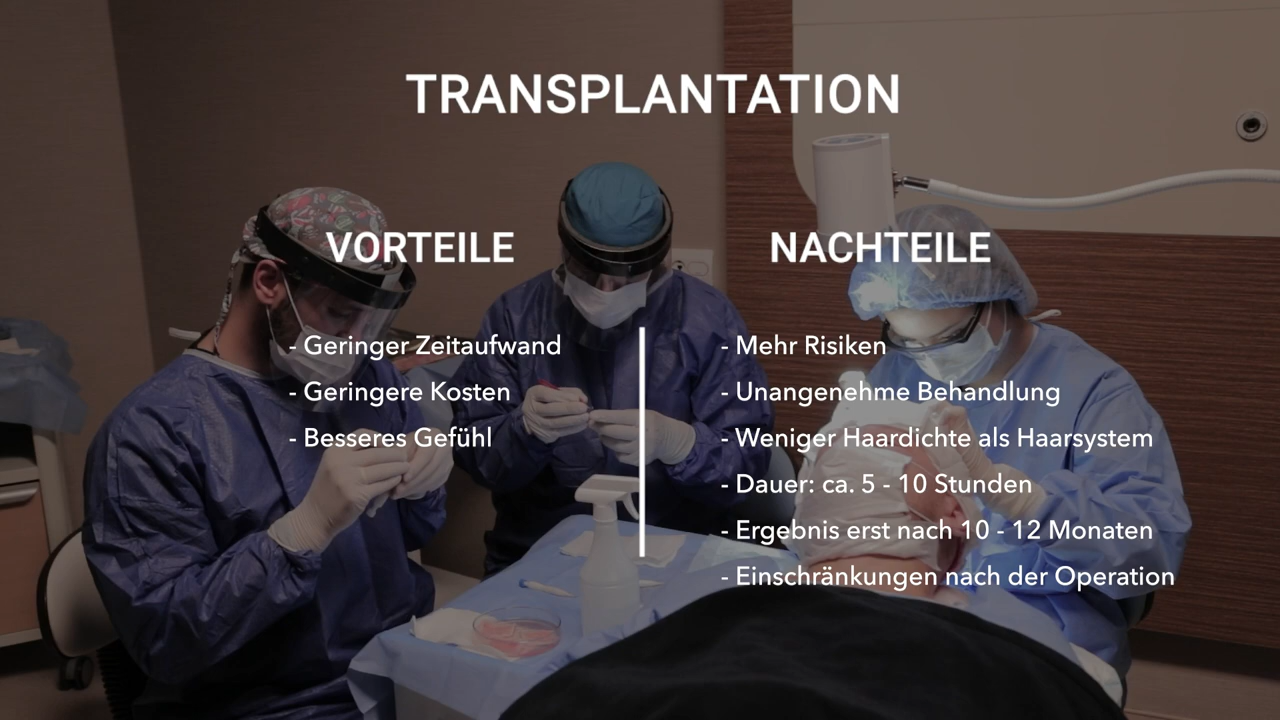 TRANSPLANTATION
VORTEILE
- Geringer Zeitaufwand
- Geringere Kosten
- Besseres Gefühl
NACHTEILE
- Mehr Risiken
- Unangenehme Behandlung
- Weniger Haardichte als Haarsystem
- Dauer: ca. 5 - 10 Stunden
- Ergebnis erst nach 10 - 12 Monaten
- Einschränkungen nach der Operation